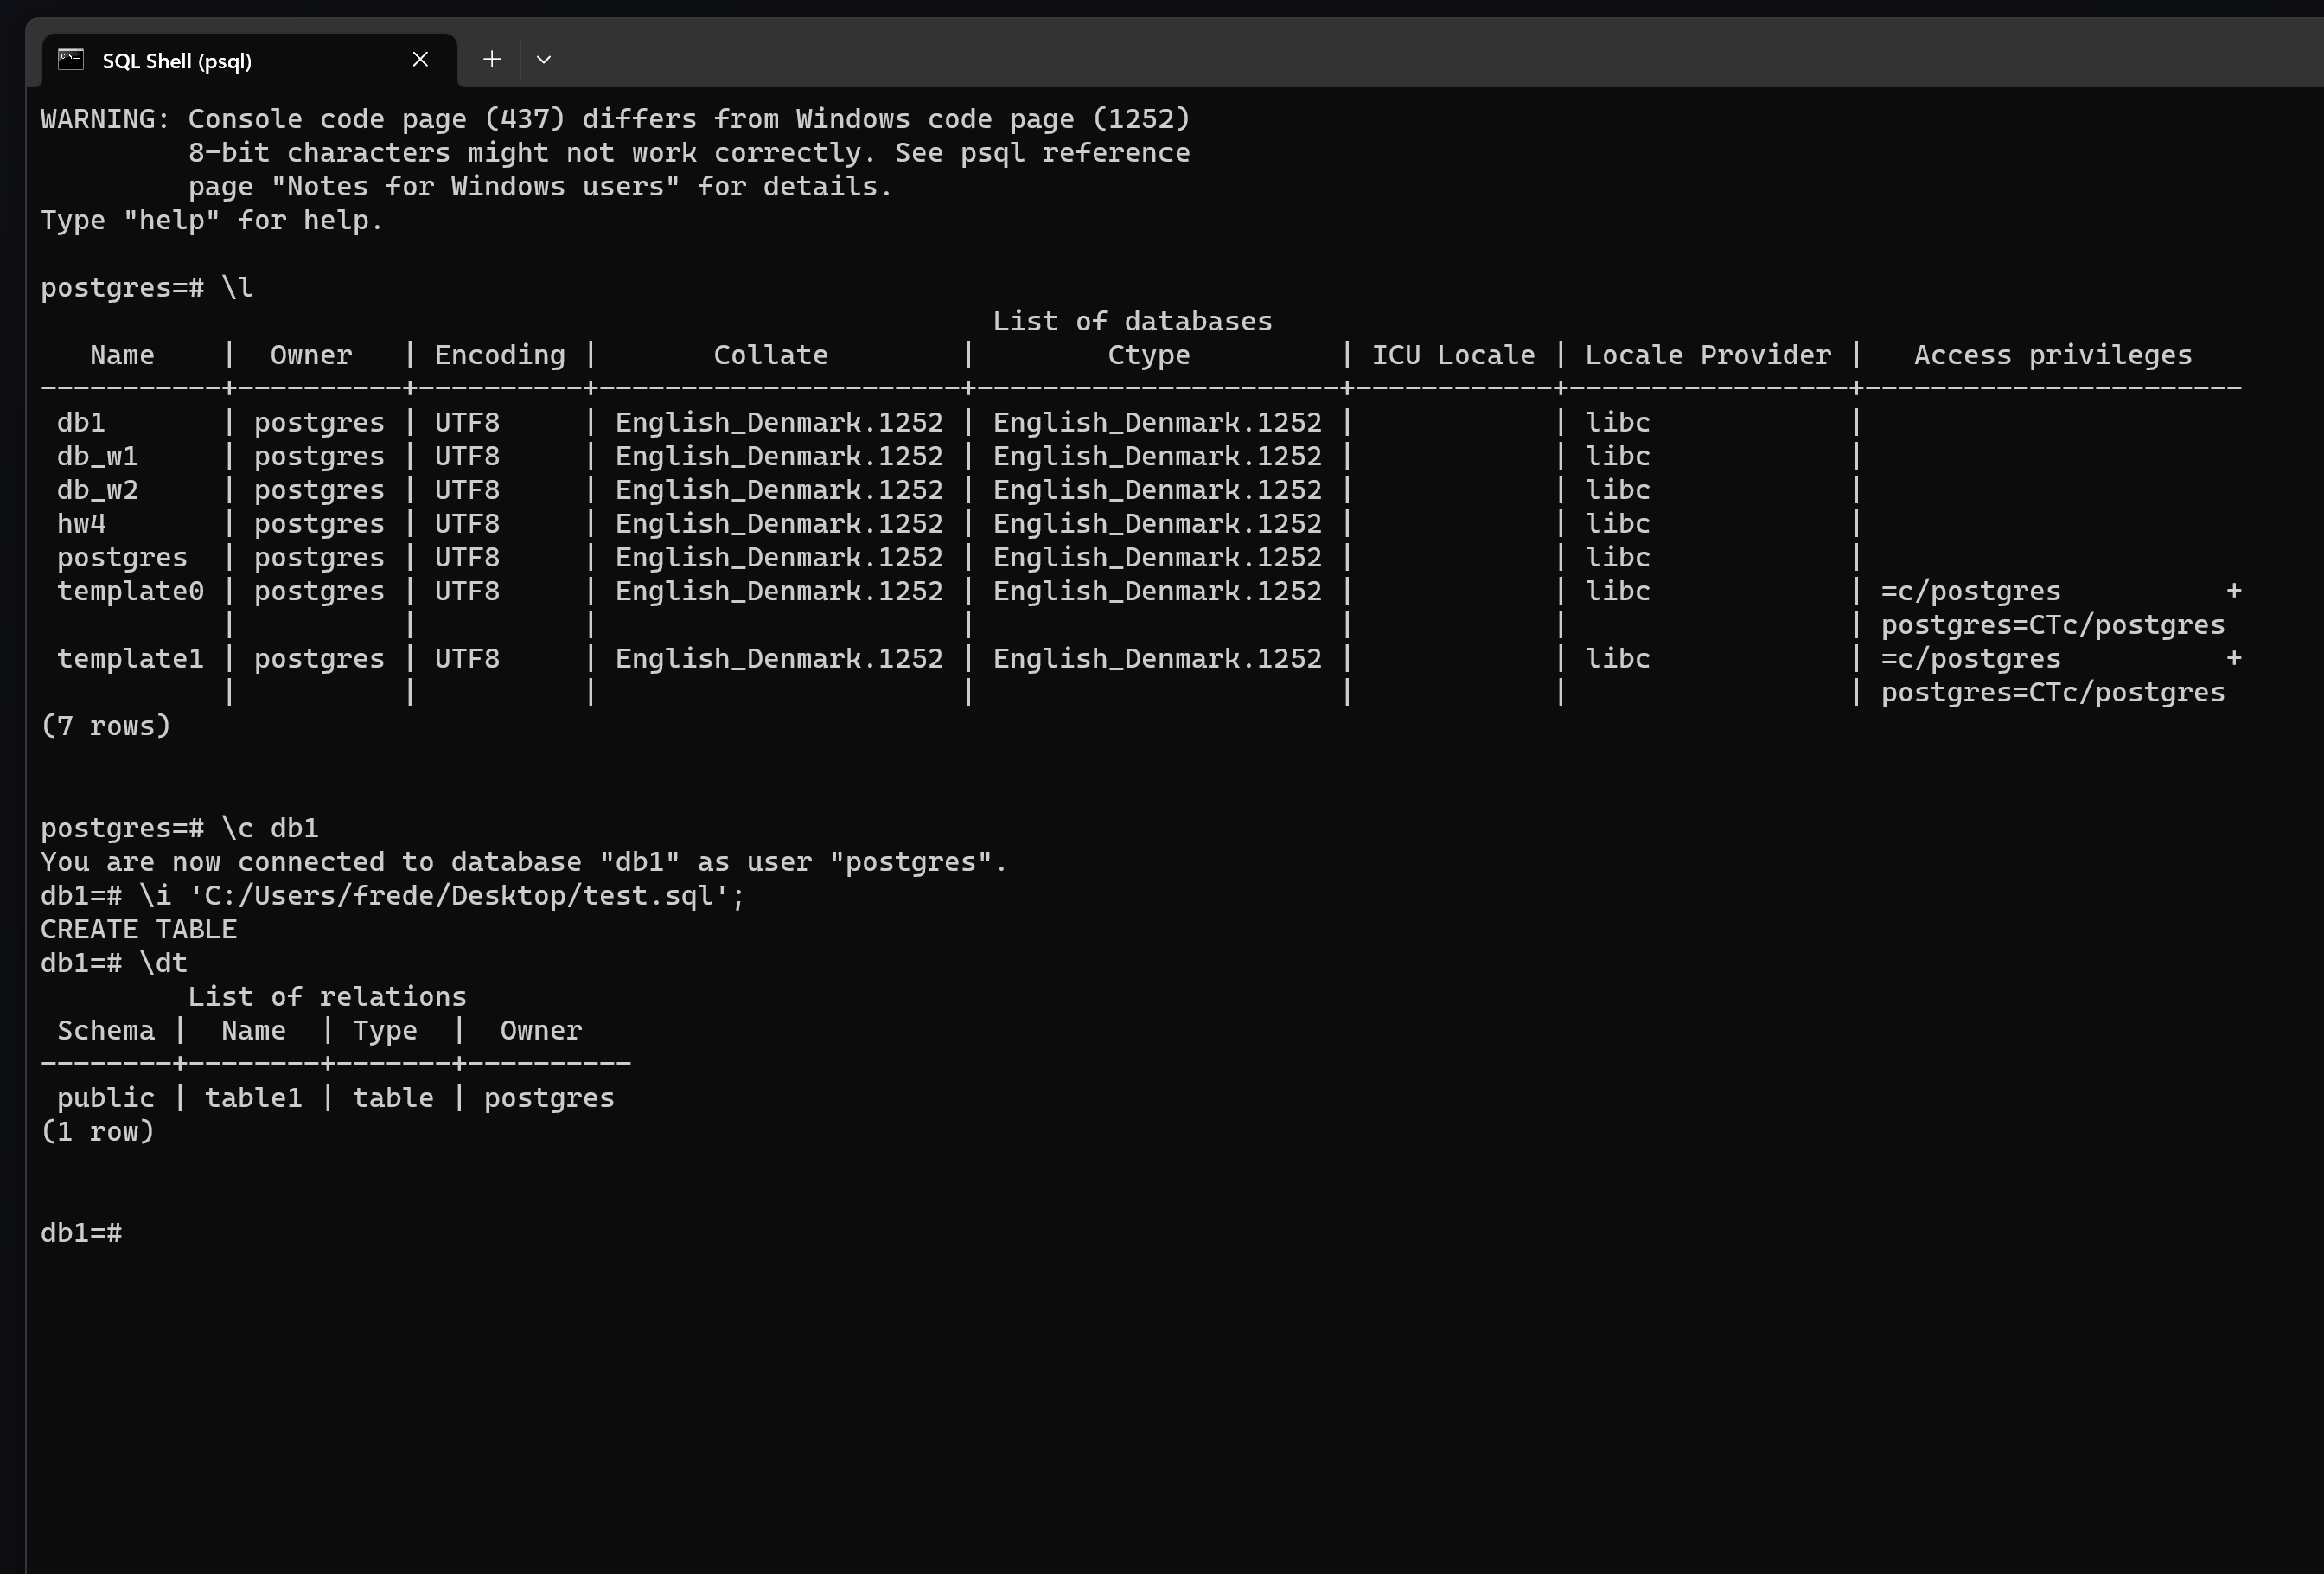 SQL Shell (psql)
WARNING: Console code page (437) differs from Windows code page (1252)
         8-bit characters might not work correctly. See psql reference
         page "Notes for Windows users" for details.
Type "help" for help.

postgres=# \l
                                                          List of databases
   Name    |  Owner   | Encoding |       Collate        |        Ctype         | ICU Locale | Locale Provider |   Access privileges
-----------+----------+----------+----------------------+----------------------+------------+-----------------+-----------------------
 db1       | postgres | UTF8     | English_Denmark.1252 | English_Denmark.1252 |            | libc            |
 db_w1     | postgres | UTF8     | English_Denmark.1252 | English_Denmark.1252 |            | libc            |
 db_w2     | postgres | UTF8     | English_Denmark.1252 | English_Denmark.1252 |            | libc            |
 hw4       | postgres | UTF8     | English_Denmark.1252 | English_Denmark.1252 |            | libc            |
 postgres  | postgres | UTF8     | English_Denmark.1252 | English_Denmark.1252 |            | libc            |
 template0 | postgres | UTF8     | English_Denmark.1252 | English_Denmark.1252 |            | libc            | =c/postgres          +
           |          |          |                      |                      |            |                 | postgres=CTc/postgres
 template1 | postgres | UTF8     | English_Denmark.1252 | English_Denmark.1252 |            | libc            | =c/postgres          +
           |          |          |                      |                      |            |                 | postgres=CTc/postgres
(7 rows)


postgres=# \c db1
You are now connected to database "db1" as user "postgres".
db1=# \i 'C:/Users/frede/Desktop/test.sql';
CREATE TABLE
db1=# \dt
         List of relations
 Schema |  Name  | Type  |  Owner
--------+--------+-------+----------
 public | table1 | table | postgres
(1 row)


db1=#